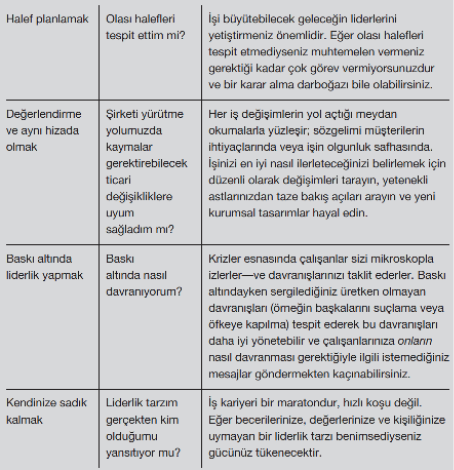 Halef planlamak
Olası halefleri
tespit ettim mi?
İşi büyütebilecek geleceğin liderlerini
yetiştirmeniz önemlidir. Eğer olası halefleri
tespit etmediyseniz muhtemelen vermeniz
gerektiği kadar çok görev vermiyorsunuzdur
ve bir karar alma darboğazı bile olabilirsiniz.
Değerlendirme
ve aynı hizada
olmak
Şirketi yürütme
yolumuzda
kaymalar
gerektirebilecek
ticari
değişikliklere
uyum
sağladım mı?
Her iş değişimlerin yol açtığı meydan
okumalarla yüzleşir; sözgelimi müşterilerin
ihtiyaçlarında veya işin olgunluk safhasında.
İşinizi en iyi nasıl ilerleteceğinizi belirlemek için
düzenli olarak değişimleri tarayın, yetenekli
astlarınızdan taze bakış açıları arayın ve yeni
kurumsal tasarımlar hayal edin.
Baskı altında
liderlik yapmak
Baskı
altında nasıl
davranıyorum?
Krizler esnasında çalışanlar sizi mikroskopla
izlerler—ve davranışlarınızı taklit ederler. Baskı
altındayken sergilediğiniz üretken olmayan
davranışları (örneğin başkalarını suçlama veya
öfkeye kapılma) tespit ederek bu davranışları
daha iyi yönetebilir ve çalışanlarınıza onların
nasıl davranması gerektiğiyle ilgili istemediğiniz
mesajlar göndermekten kaçınabilirsiniz.
Kendinize sadık
kalmak
Liderlik tarzım
gerçekten kim
olduğumu
yansıtıyor mu?
İş kariyeri bir maratondur, hızlı koşu değil.
Eğer becerilerinize, değerlerinize ve kişiliğinize
uymayan bir liderlik tarzı benimsediyseniz
gücünüz tükenecektir.